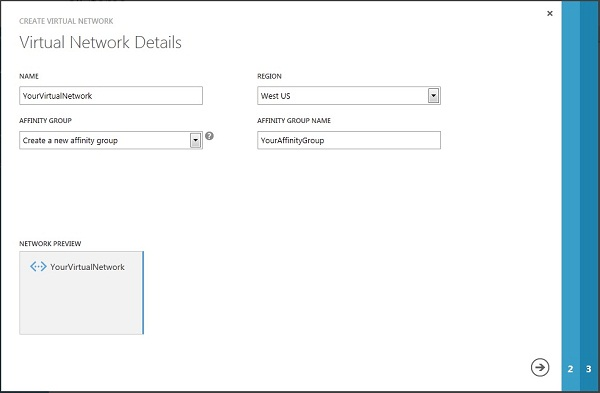 CREATE VIRTUAL NETWORK
Virtual Network Details
NAME
REGION
YourVirtualNetwork
West US
AFFINITY GROUP
AFFINITY GROUP NAME
Create a new affinity group
?
YourAffinityGroup
NETWORK PREVIEW
YourVirtualNetwork
2
3